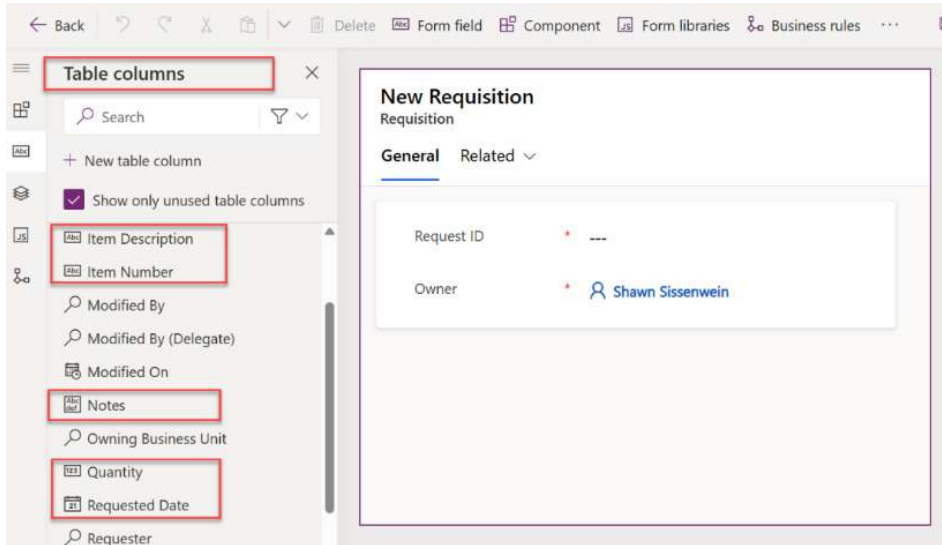 Back
Delete
Form field
Component
Form libraries
Business rules
Table columns
Search
New table column
Show only unused table columns
Item Description
Item Number
Modified By
Modified By (Delegate)
Modified On
Notes
Owning Business Unit
Quantity
Requested Date
Requester
New Requisition
Requisition
General Related
Request ID * ---
Owner * Shawn Sissenwein